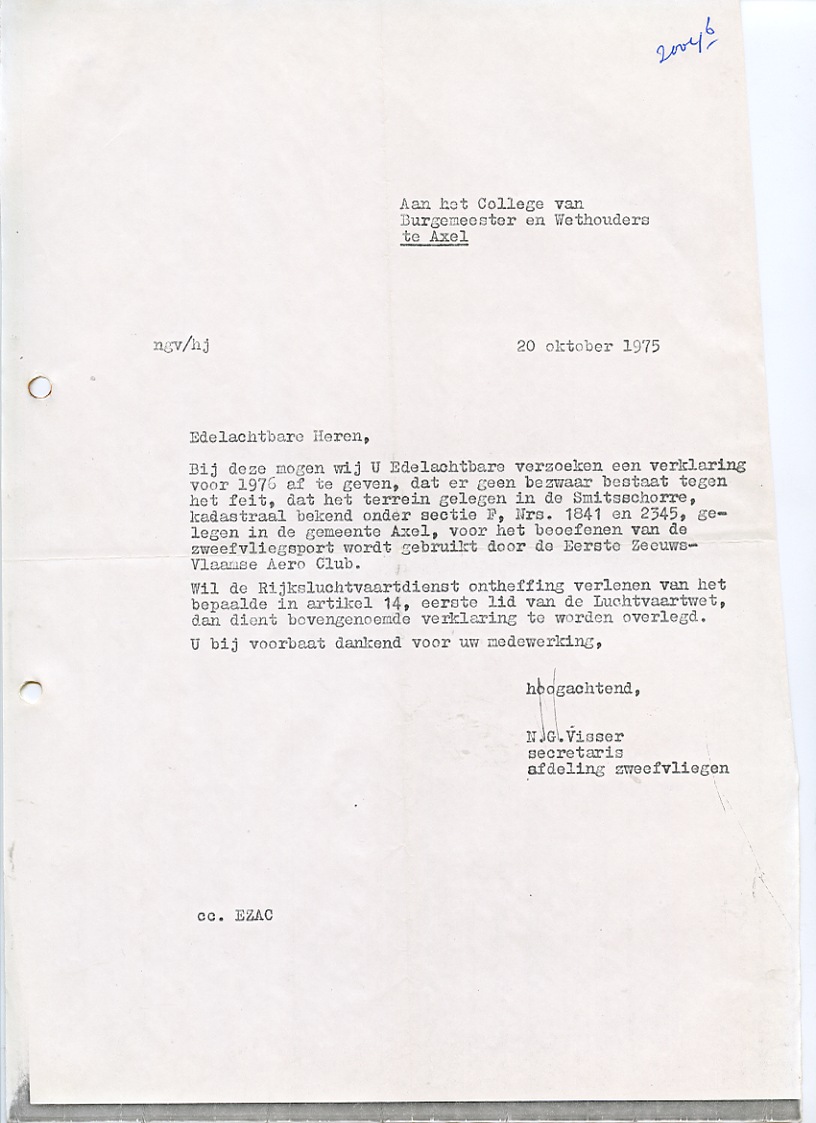 Aan het College van
Burgemeester en Wethouders
te Axel
ngv/hj
20 oktober 1975
Edelachtbare Heren,
Bij deze mogen wij U Edelachtbare verzoeken een verklaring
voor 1976 af te geven, dat er geen bezwaar bestaat tegen
het feit, dat het terrein gelegen in de Smitsschorre,
kadastraal bekend onder sectie F, Nrs. 1841 en 2345, ge-
legen in de gemeente Axel, voor het beoefenen van de
zweefvliegsport wordt gebruikt door de Eerste Zeeuws-
Vlaamse Aero Club.
Wil de Rijksluchtvaartdienst ontheffing verlenen van het
bepaalde in artikel 14, eerste lid van de Luchtvaartwet,
dan dient bovengenoemde verklaring te worden overlegd.
U bij voorbaat dankend voor uw medewerking,
hoogachtend,
N.G.Visser
secretaris
afdeling zweefvliegen
cc. EZAC